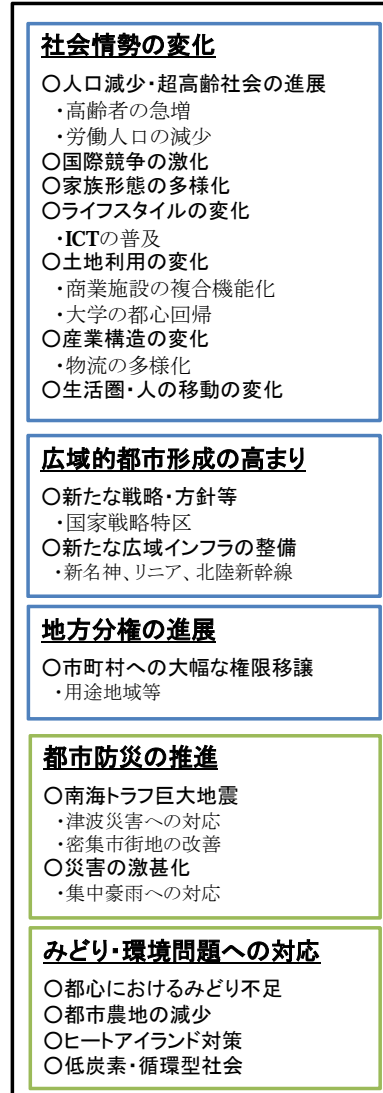 社会情勢の変化
○人口減少・超高齢社会の進展
・高齢者の急増
・労働人口の減少
○国際競争の激化
○家族形態の多様化
○ライフスタイルの変化
・ICTの普及
○土地利用の変化
・商業施設の複合機能化
・大学の都心回帰
○産業構造の変化
・物流の多様化
○生活圏・人の移動の変化
広域的都市形成の高まり
○新たな戦略・方針等
・国家戦略特区
○新たな広域インフラの整備
・新名神、リニア、北陸新幹線
地方分権の進展
○市町村への大幅な権限移譲
・用途地域等
都市防災の推進
○南海トラフ巨大地震
・津波災害への対応
・密集市街地の改善
○災害の激甚化
・集中豪雨への対応
みどり・環境問題への対応
○都心におけるみどり不足
○都市農地の減少
○ヒートアイランド対策
○低炭素・循環型社会